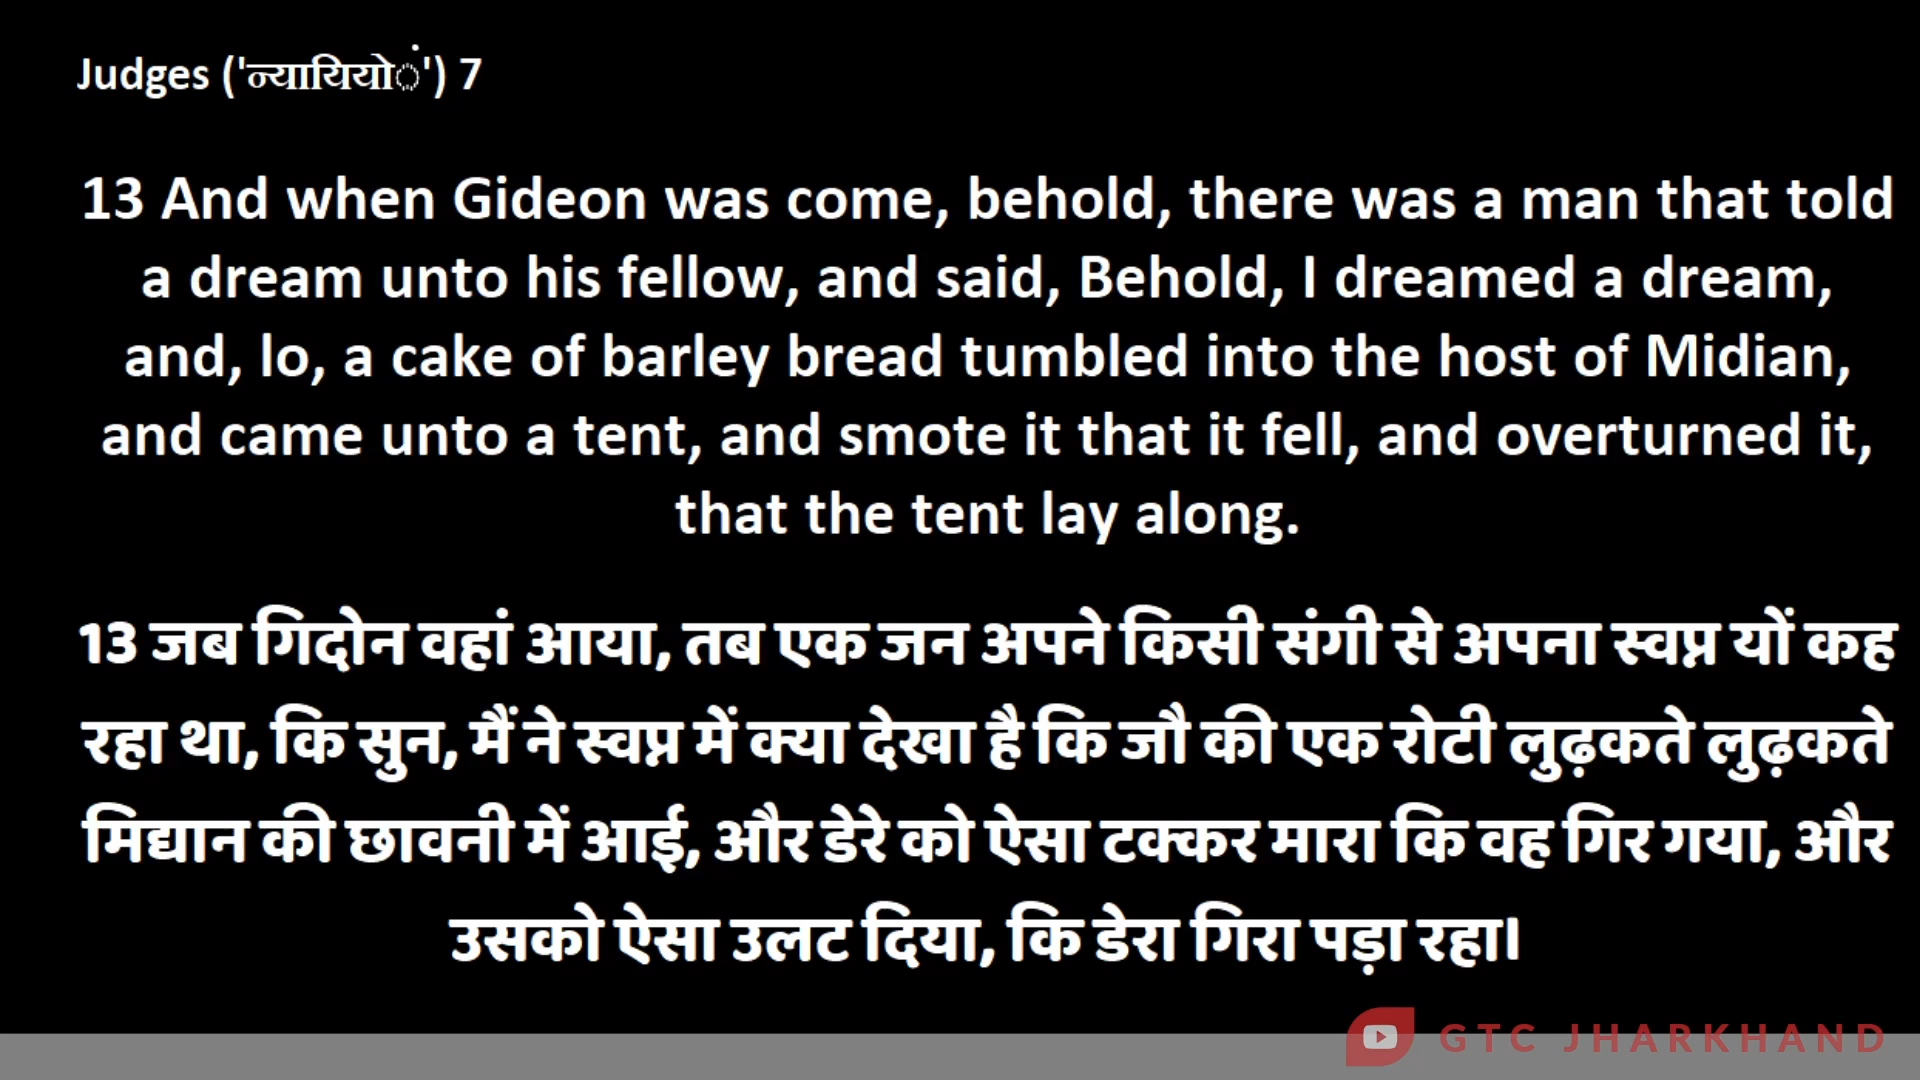 Judges ('न्यायियोंं') 7
13 And when Gideon was come, behold, there was a man that told
a dream unto his fellow, and said, Behold, I dreamed a dream,
and, lo, a cake of barley bread tumbled into the host of Midian,
and came unto a tent, and smote it that it fell, and overturned it,
that the tent lay along.
13 जब गिदोन वहां आया, तब एक जन अपने किसी संगी से अपना स्वप्न यों कह
रहा था, कि सुन, मैं ने स्वप्न में क्या देखा है कि जौ की एक रोटी लुढ़कते लुढ़कते
मिद्यान की छावनी में आई, और डेरे को ऐसा टक्कर मारा कि वह गिर गया, और
उसको ऐसा उलट दिया, कि डेरा गिरा पड़ा रहा।
GTC JHARKHAND